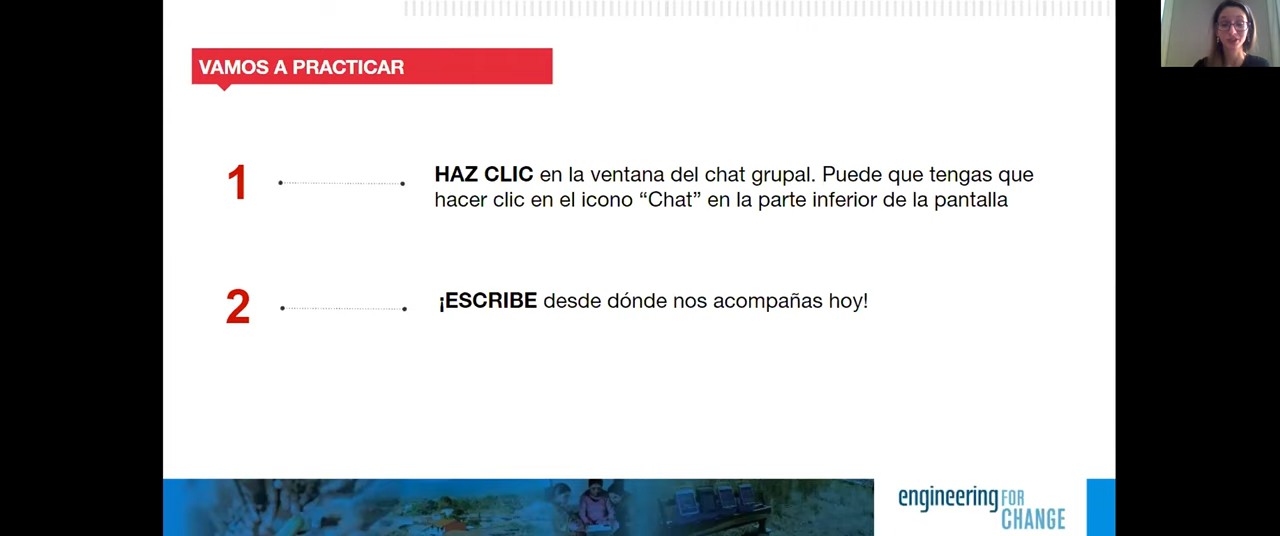 VAMOS A PRACTICAR
1
HAZ CLIC en la ventana del chat grupal. Puede que tengas que
hacer clic en el icono “Chat” en la parte inferior de la pantalla
2
¡ESCRIBE desde dónde nos acompañas hoy!
engineering FOR
CHANGE